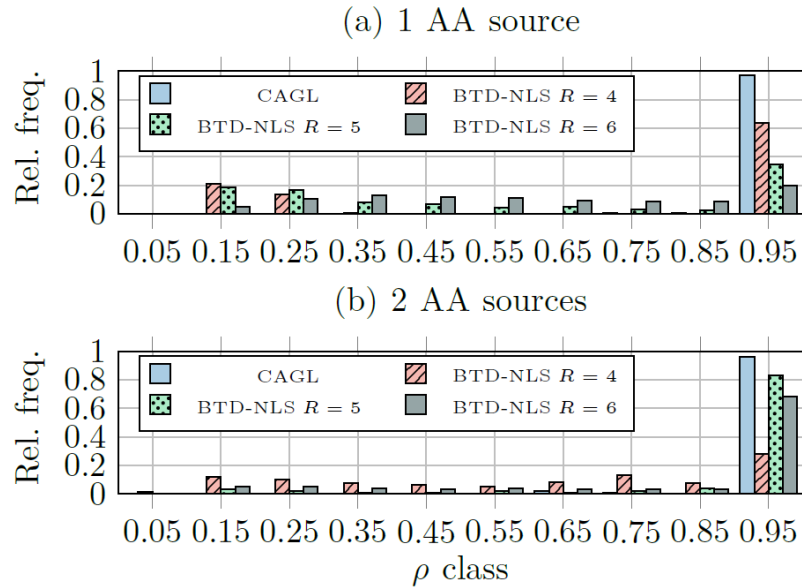 (a) 1 AA source
Rel. freq.
1
0.8
0.6
0.4
0.2
0
CAGL
BTD-NLS R = 4
BTD-NLS R = 5
BTD-NLS R = 6
0.05 0.15 0.25 0.35 0.45 0.55 0.65 0.75 0.85 0.95
(b) 2 AA sources
Rel. freq.
1
0.8
0.6
0.4
0.2
0
CAGL
BTD-NLS R = 4
BTD-NLS R = 5
BTD-NLS R = 6
0.05 0.15 0.25 0.35 0.45 0.55 0.65 0.75 0.85 0.95
ρ class